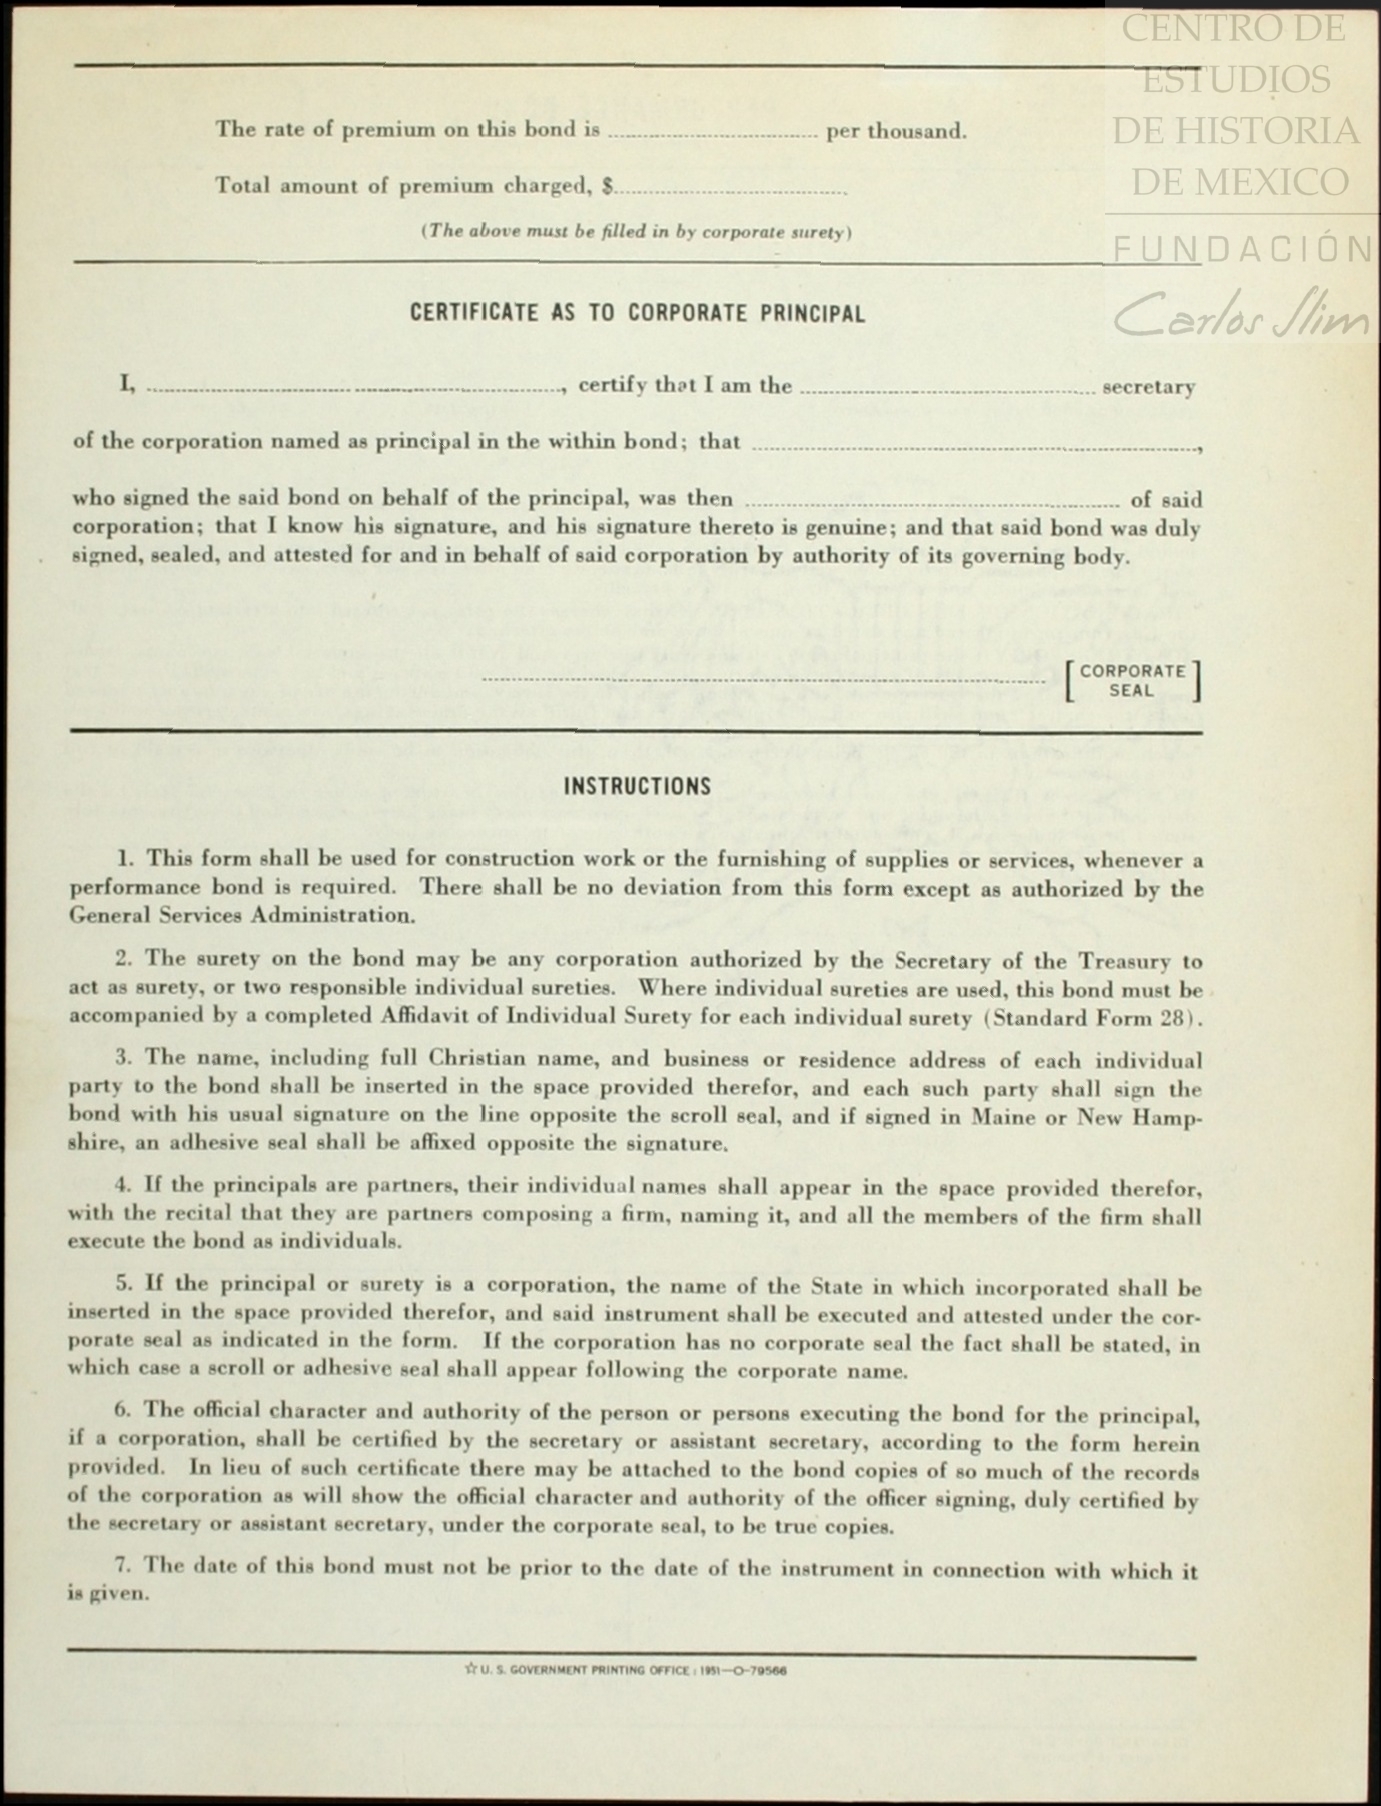 CENTRO DE
ESTUDIOS
DE HISTORIA
DE MEXICO
FUNDACIÓN
Carlos Slim
The rate of premium on this bond is ........................................ per thousand.
Total amount of premium charged, $............................................
(The above must be filled in by corporate surety)
CERTIFICATE AS TO CORPORATE PRINCIPAL
I, ................................................................................, certify that I am the ........................................ secretary
of the corporation named as principal in the within bond; that ........................................................................,
who signed the said bond on behalf of the principal, was then ............................................................ of said
corporation; that I know his signature, and his signature thereto is genuine; and that said bond was duly
signed, sealed, and attested for and in behalf of said corporation by authority of its governing body.
........................................................................ [CORPORATE
SEAL]
INSTRUCTIONS
1. This form shall be used for construction work or the furnishing of supplies or services, whenever a
performance bond is required. There shall be no deviation from this form except as authorized by the
General Services Administration.
2. The surety on the bond may be any corporation authorized by the Secretary of the Treasury to
act as surety, or two responsible individual sureties. Where individual sureties are used, this bond must be
accompanied by a completed Affidavit of Individual Surety for each individual surety (Standard Form 28).
3. The name, including full Christian name, and business or residence address of each individual
party to the bond shall be inserted in the space provided therefor, and each such party shall sign the
bond with his usual signature on the line opposite the scroll seal, and if signed in Maine or New Hamp-
shire, an adhesive seal shall be affixed opposite the signature.
4. If the principals are partners, their individual names shall appear in the space provided therefor,
with the recital that they are partners composing a firm, naming it, and all the members of the firm shall
execute the bond as individuals.
5. If the principal or surety is a corporation, the name of the State in which incorporated shall be
inserted in the space provided therefor, and said instrument shall be executed and attested under the cor-
porate seal as indicated in the form. If the corporation has no corporate seal the fact shall be stated, in
which case a scroll or adhesive seal shall appear following the corporate name.
6. The official character and authority of the person or persons executing the bond for the principal,
if a corporation, shall be certified by the secretary or assistant secretary, according to the form herein
provided. In lieu of such certificate there may be attached to the bond copies of so much of the records
of the corporation as will show the official character and authority of the officer signing, duly certified by
the secretary or assistant secretary, under the corporate seal, to be true copies.
7. The date of this bond must not be prior to the date of the instrument in connection with which it
is given.
☆ U. S. GOVERNMENT PRINTING OFFICE : 1951—O-79566